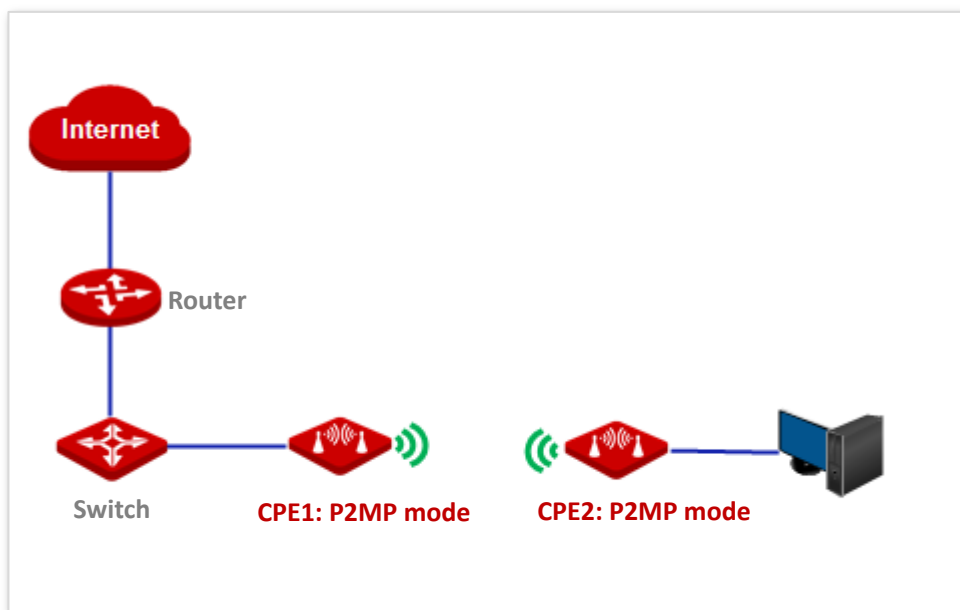 Internet
Router
Switch
CPE1: P2MP mode
CPE2: P2MP mode